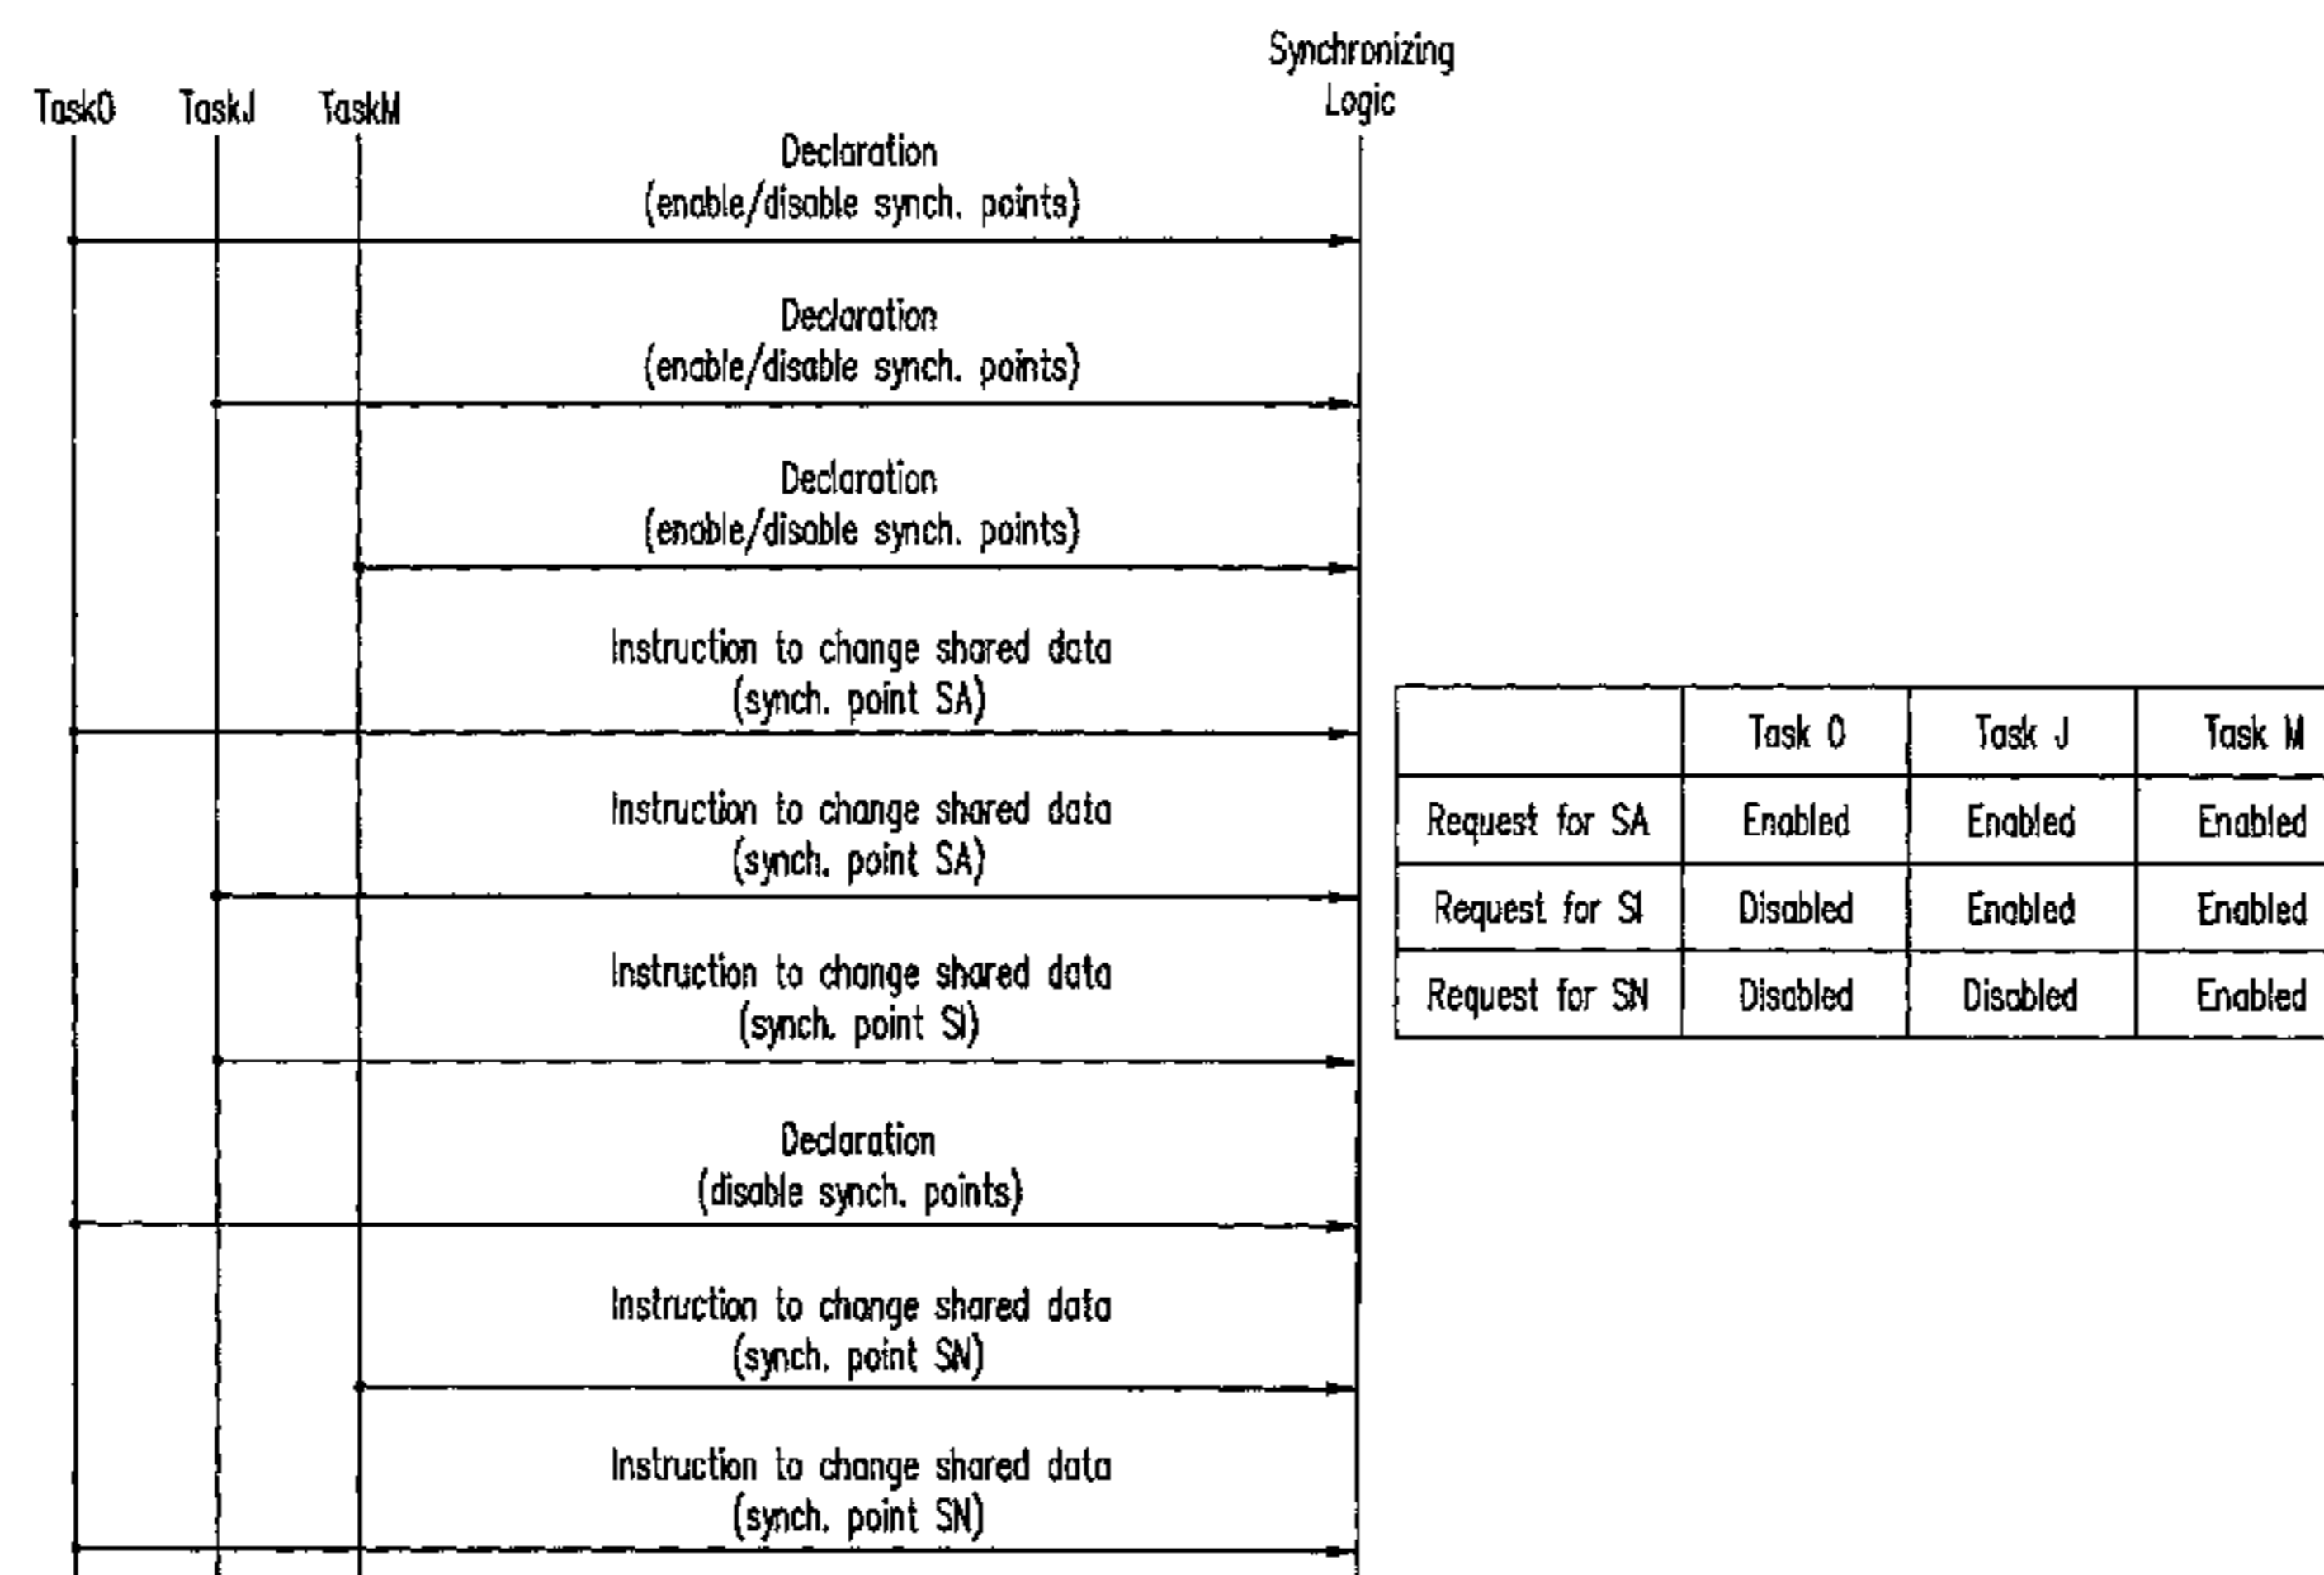 Synchronizing
Logic
Task0 TaskJ TaskM
Declaration
(enable/disable synch. points)
Declaration
(enable/disable synch. points)
Declaration
(enable/disable synch. points)
Instruction to change shared data
(synch. point SA)
Instruction to change shared data
(synch. point SA)
Instruction to change shared data
(synch. point SI)
Declaration
(disable synch. points)
Instruction to change shared data
(synch. point SN)
Instruction to change shared data
(synch. point SN)
Task 0 Task J Task M
Request for SA Enabled Enabled Enabled
Request for SI Disabled Enabled Enabled
Request for SN Disabled Disabled Enabled